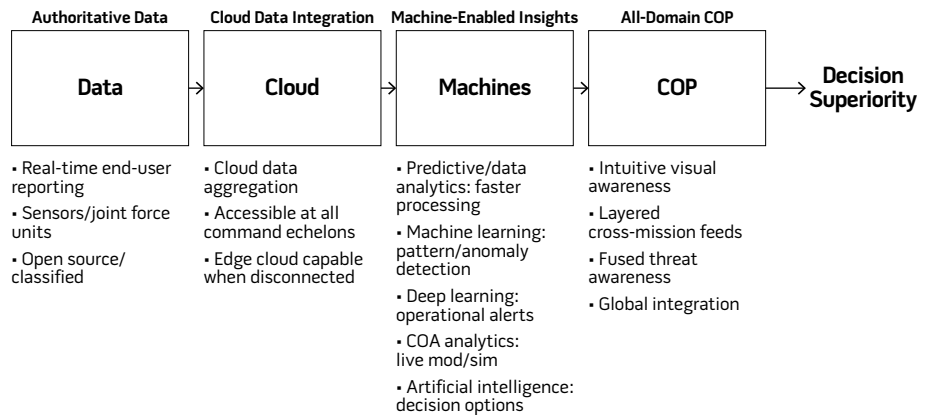 Authoritative Data
Cloud Data Integration
Machine-Enabled Insights
All-Domain COP
Data
Cloud
Machines
COP
Decision
Superiority
▪ Real-time end-user
reporting
▪ Sensors/joint force
units
▪ Open source/
classified
▪ Cloud data
aggregation
▪ Accessible at all
command echelons
▪ Edge cloud capable
when disconnected
▪ Predictive/data
analytics: faster
processing
▪ Machine learning:
pattern/anomaly
detection
▪ Deep learning:
operational alerts
▪ COA analytics:
live mod/sim
▪ Artificial intelligence:
decision options
▪ Intuitive visual
awareness
▪ Layered
cross-mission feeds
▪ Fused threat
awareness
▪ Global integration